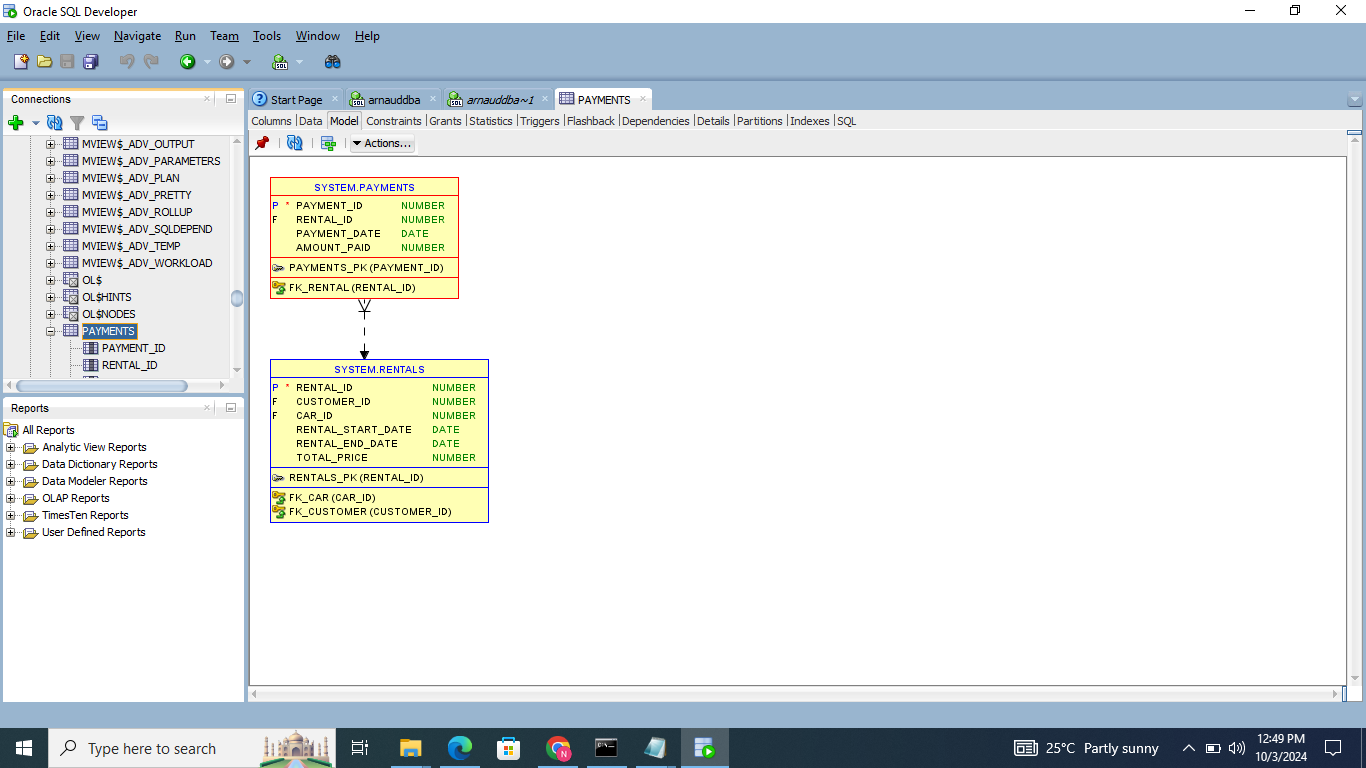 Oracle SQL Developer
File Edit View Navigate Run Team Tools Window Help
Connections
MVIEW$_ADV_OUTPUT
MVIEW$_ADV_PARAMETERS
MVIEW$_ADV_PLAN
MVIEW$_ADV_PRETTY
MVIEW$_ADV_ROLLUP
MVIEW$_ADV_SQLDEPEND
MVIEW$_ADV_TEMP
MVIEW$_ADV_WORKLOAD
OL$
OL$HINTS
OL$NODES
PAYMENTS
PAYMENT_ID
RENTAL_ID
Reports
All Reports
Analytic View Reports
Data Dictionary Reports
Data Modeler Reports
OLAP Reports
TimesTen Reports
User Defined Reports
Start Page arnauddba arnauddba~1 PAYMENTS
Columns Data Model Constraints Grants Statistics Triggers Flashback Dependencies Details Partitions Indexes SQL
Actions...
SYSTEM.PAYMENTS
P * PAYMENT_ID NUMBER
F RENTAL_ID NUMBER
PAYMENT_DATE DATE
AMOUNT_PAID NUMBER
PAYMENTS_PK (PAYMENT_ID)
FK_RENTAL (RENTAL_ID)
SYSTEM.RENTALS
P * RENTAL_ID NUMBER
F CUSTOMER_ID NUMBER
F CAR_ID NUMBER
RENTAL_START_DATE DATE
RENTAL_END_DATE DATE
TOTAL_PRICE NUMBER
RENTALS_PK (RENTAL_ID)
FK_CAR (CAR_ID)
FK_CUSTOMER (CUSTOMER_ID)
Type here to search
25°C Partly sunny
12:49 PM
10/3/2024